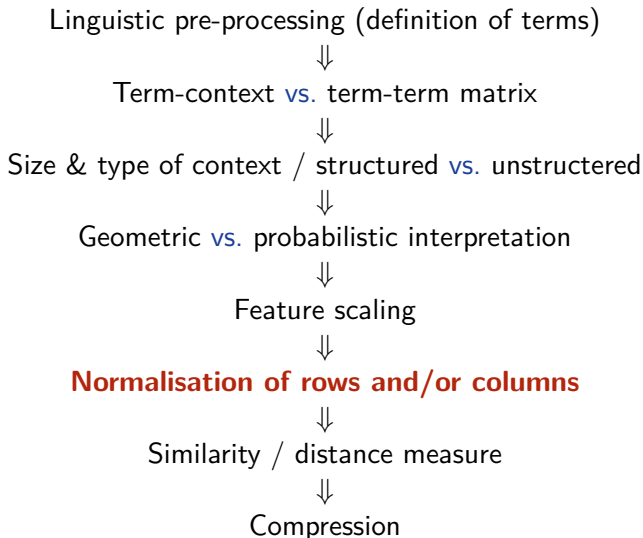 Linguistic pre-processing (definition of terms)
⇓
Term-context vs. term-term matrix
⇓
Size & type of context / structured vs. unstructered
⇓
Geometric vs. probabilistic interpretation
⇓
Feature scaling
⇓
Normalisation of rows and/or columns
⇓
Similarity / distance measure
⇓
Compression